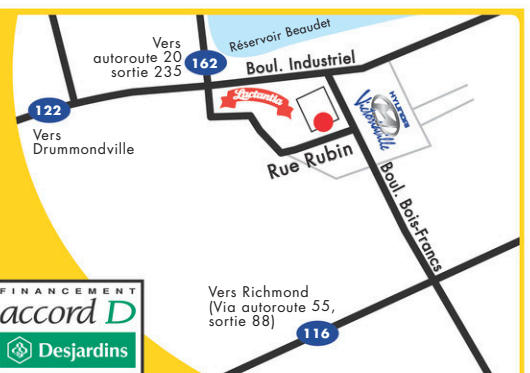 Réservoir Beaudet
Vers
autoroute 20
sortie 235
162
Boul. Industriel
Lactantia
HYUNDAI
Victoriaville
122
Vers
Drummondville
Rue Rubin
Boul. Bois-Francs
Vers Richmond
(Via autoroute 55,
sortie 88)
116
FINANCEMENT
accord D
Desjardins